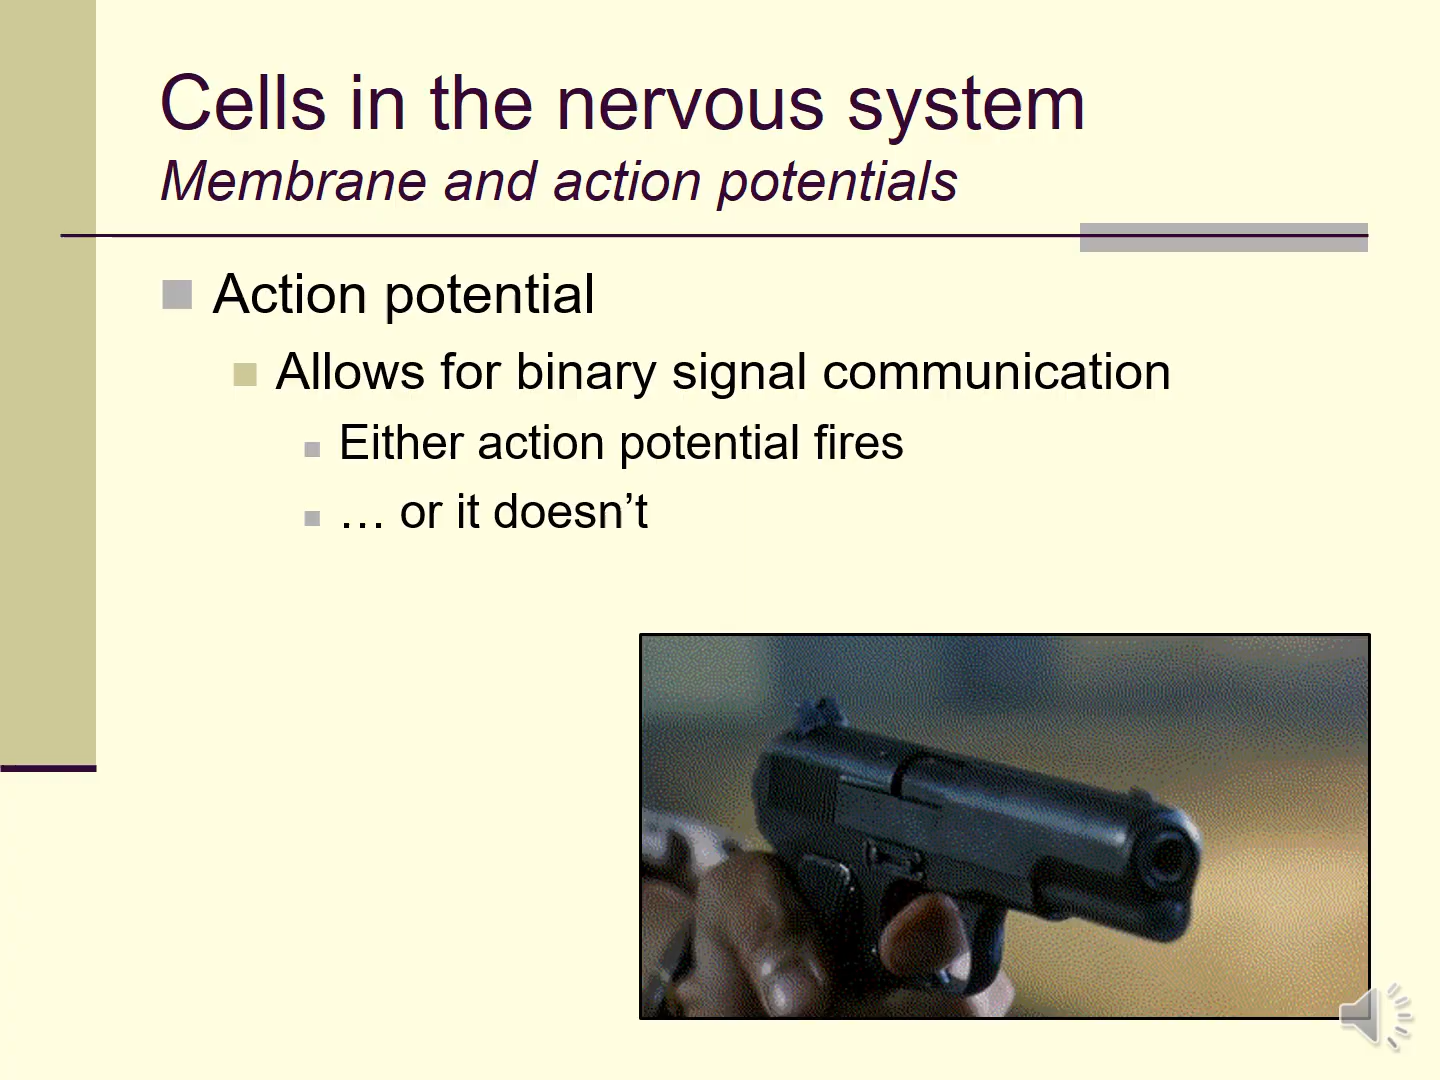 Cells in the nervous system
Membrane and action potentials
Action potential
Allows for binary signal communication
Either action potential fires
… or it doesn’t